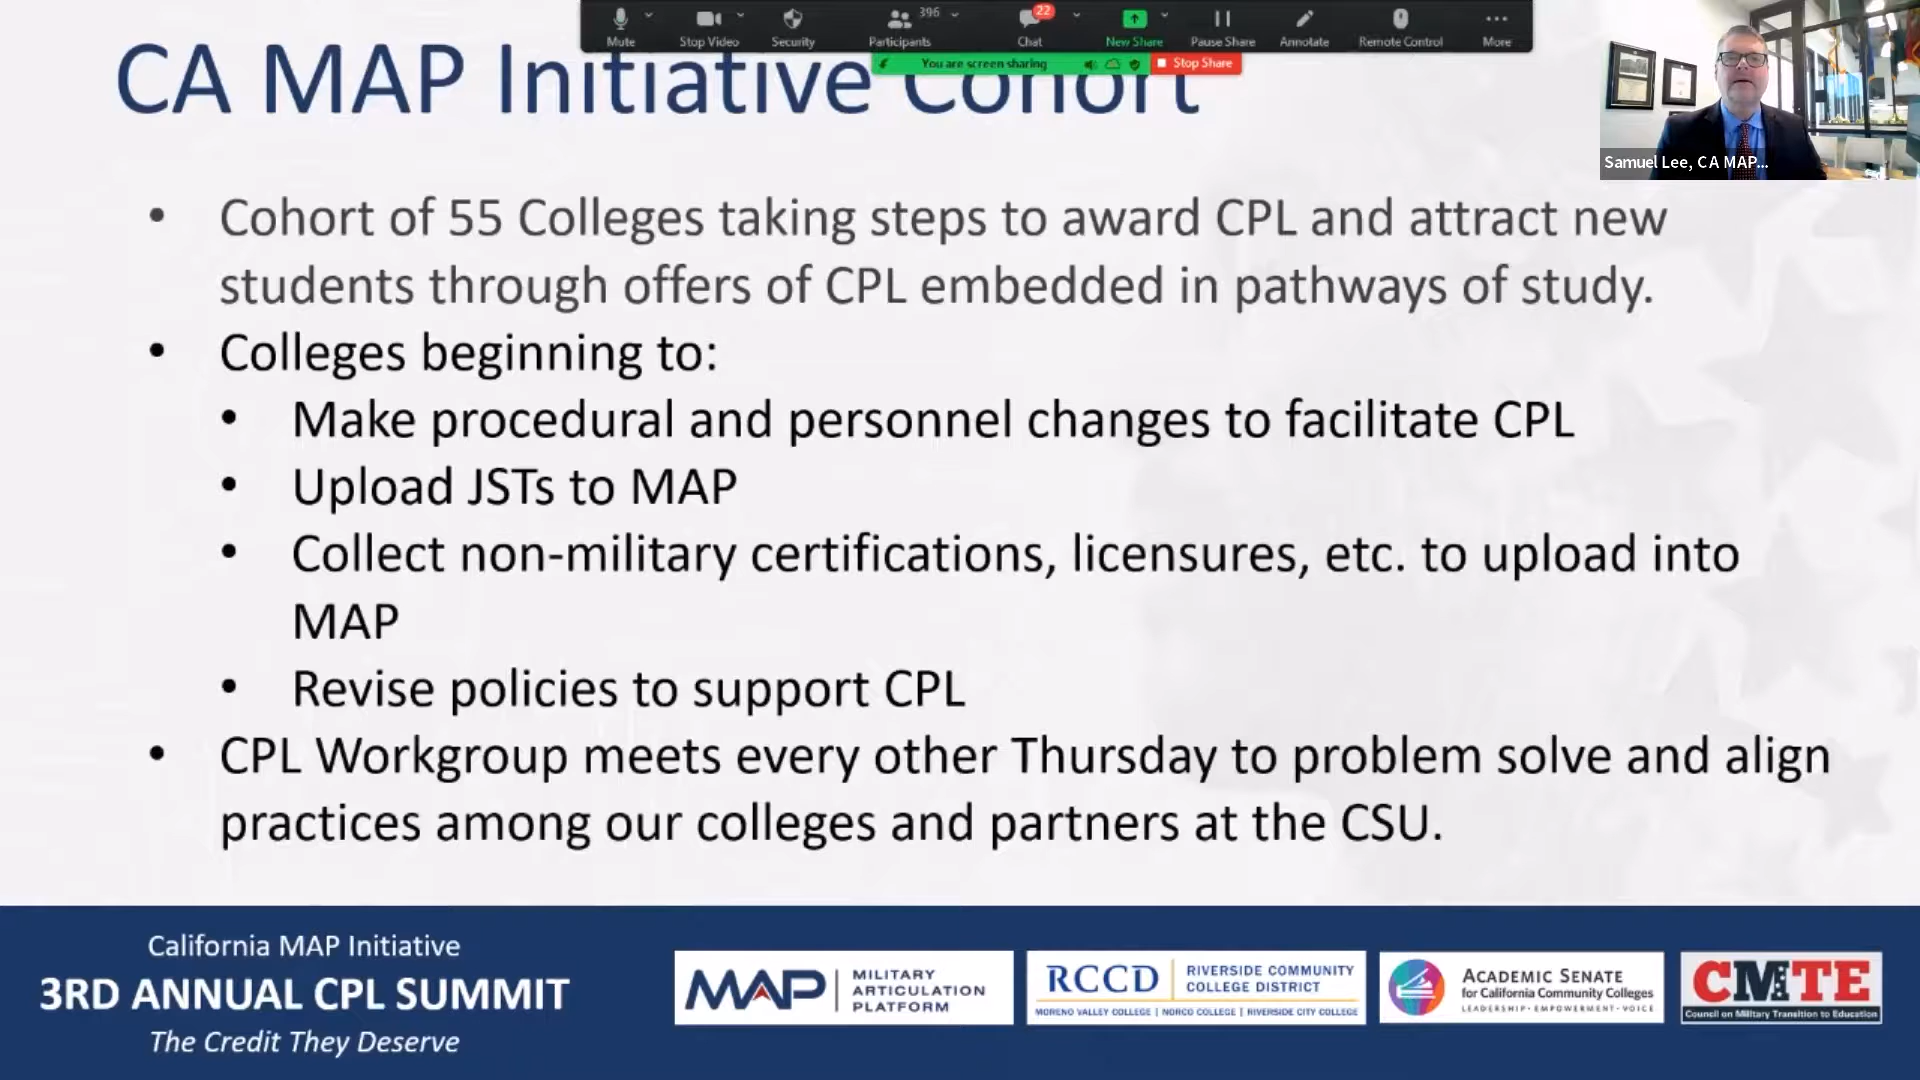 Mute
Stop Video
Security
396
Participants
22
Chat
New Share
Pause Share
Annotate
Remote Control
More
You are screen sharing
Stop Share
CA MAP Initiative Cohort
Samuel Lee, CA MAP...
• Cohort of 55 Colleges taking steps to award CPL and attract new
students through offers of CPL embedded in pathways of study.
• Colleges beginning to:
• Make procedural and personnel changes to facilitate CPL
• Upload JSTs to MAP
• Collect non-military certifications, licensures, etc. to upload into
MAP
• Revise policies to support CPL
• CPL Workgroup meets every other Thursday to problem solve and align
practices among our colleges and partners at the CSU.
California MAP Initiative
3RD ANNUAL CPL SUMMIT
The Credit They Deserve
MAP
MILITARY
ARTICULATION
PLATFORM
RCCD
RIVERSIDE COMMUNITY
COLLEGE DISTRICT
MORENO VALLEY COLLEGE | NORCO COLLEGE | RIVERSIDE CITY COLLEGE
ACADEMIC SENATE
for California Community Colleges
LEADERSHIP • EMPOWERMENT • VOICE
CMTE
Council on Military Transition to Education